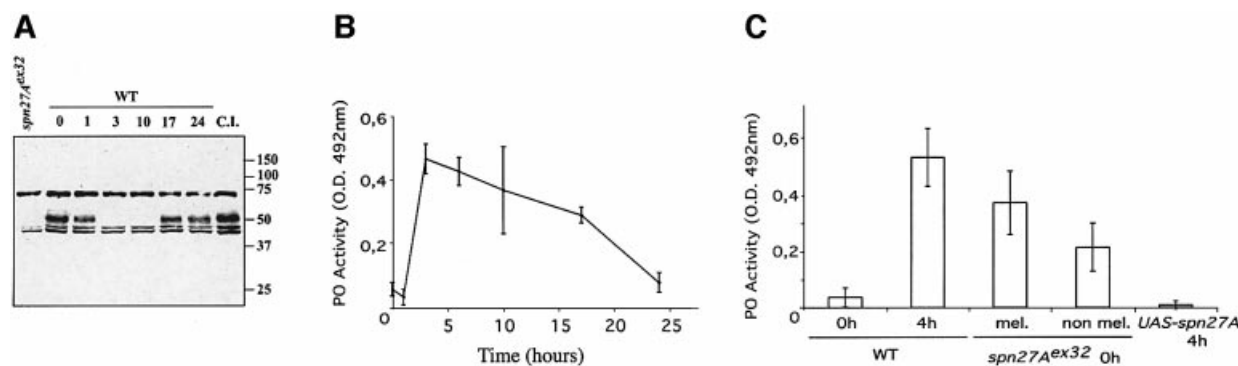 A
spn27A^ex32
WT
0 1 3 10 17 24 C.I.
150
100
75
50
37
25
B
PO Activity (O.D. 492nm)
0,6
0,4
0,2
0 5 10 15 20 25
Time (hours)
C
PO Activity (O.D. 492nm)
0,6
0,4
0,2
0
0h 4h mel. non mel. UAS-spn27A
4h
WT spn27A^ex32 0h